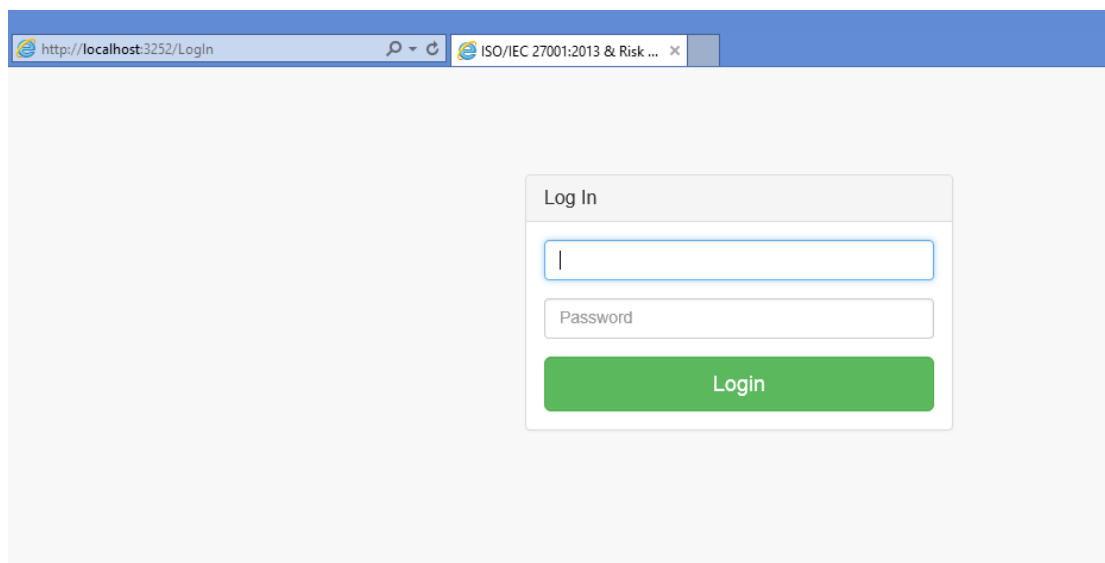 http://localhost:3252/LogIn
ISO/IEC 27001:2013 & Risk ...
Log In
Password
Login